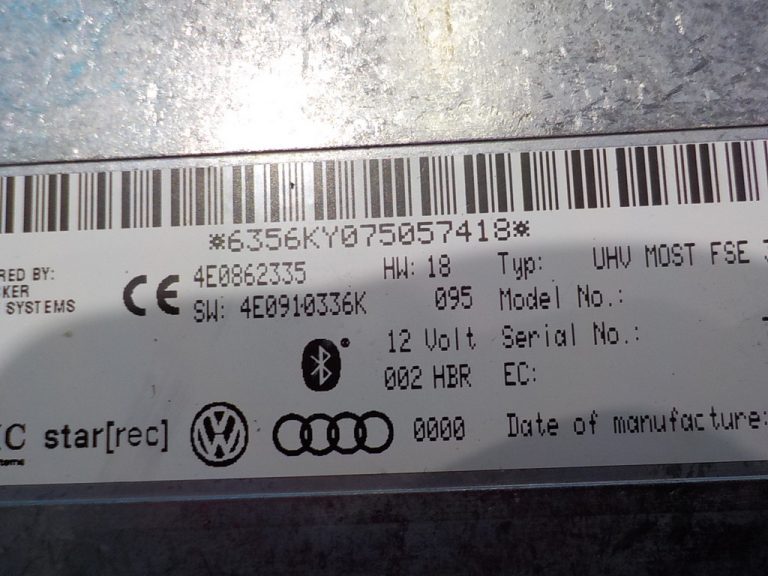 *6356KY075057418*
RED BY:
KER
SYSTEMS
4E0862335 HW: 18 Typ: UHV MOST FSE
SW: 4E0910336K 095 Model No.:
12 Volt Serial No.:
002 HBR EC:
star[rec] 0000 Date of manufacture: